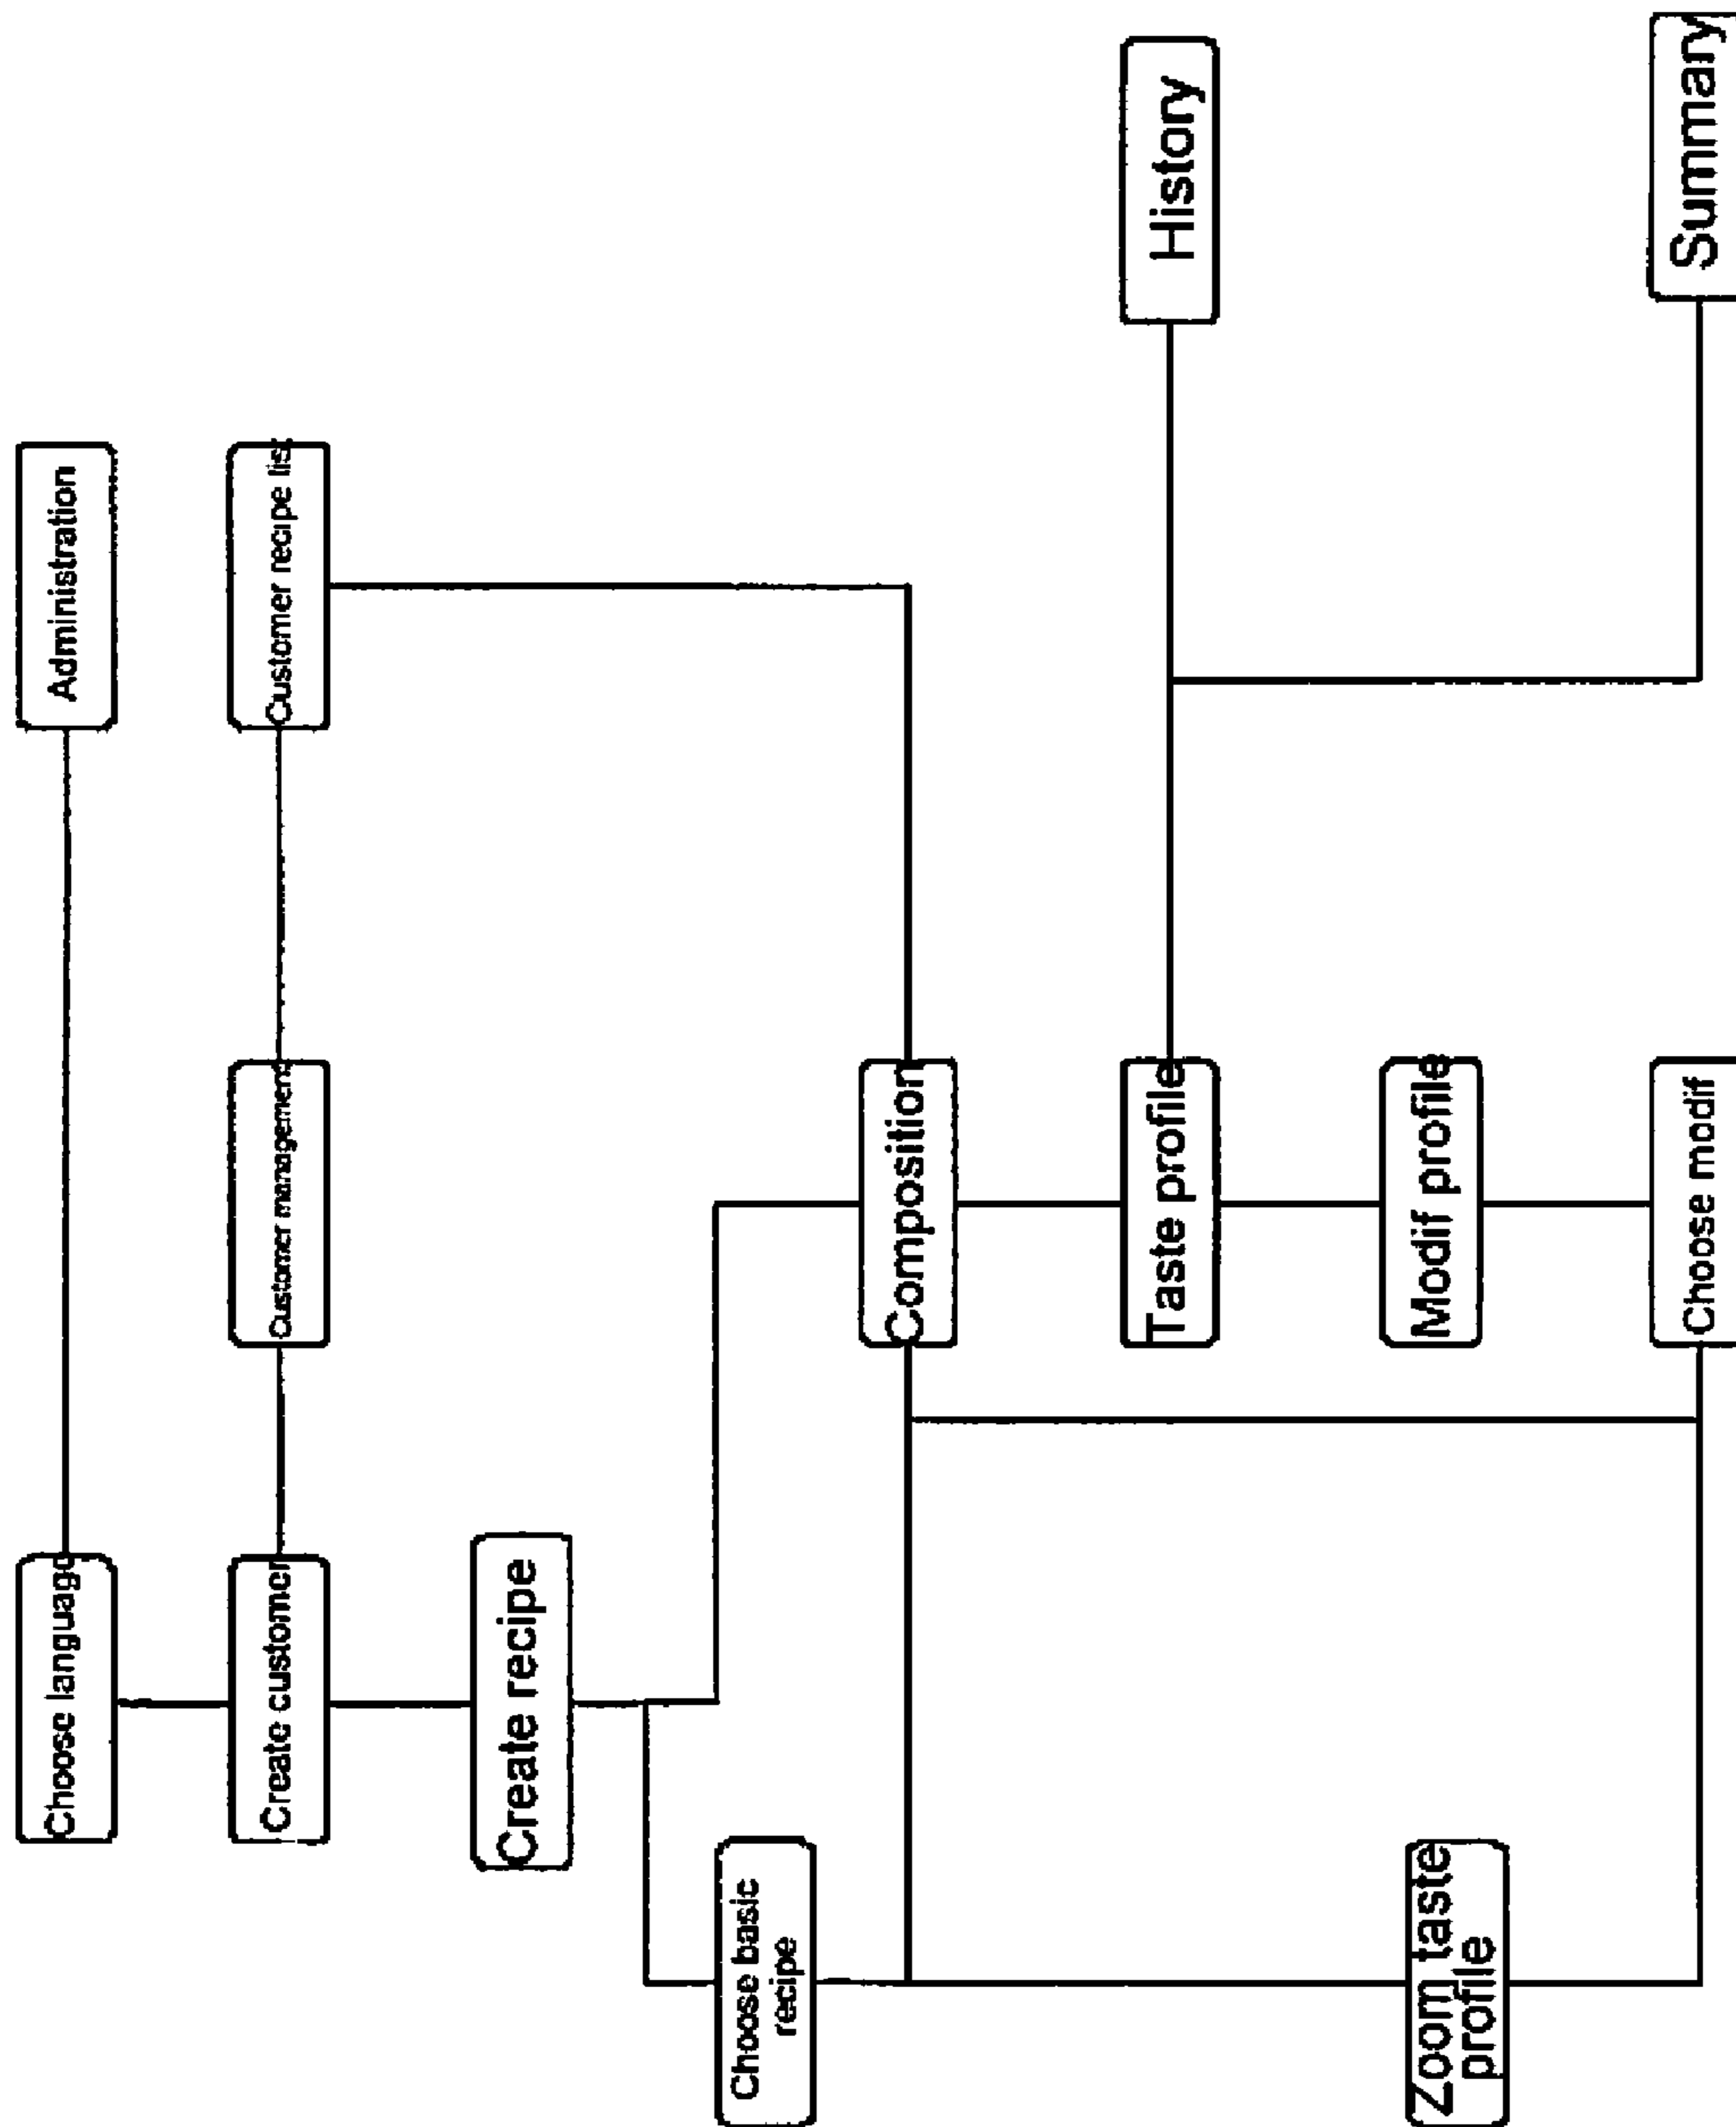 Choose languag
Administration
Create customer
Customer management
Customer recipe lis
Create recipe
Choose basic
recipe
Composition
Taste profile
History
Modif profile
Zoom taste
profile
Choose modif
Summary